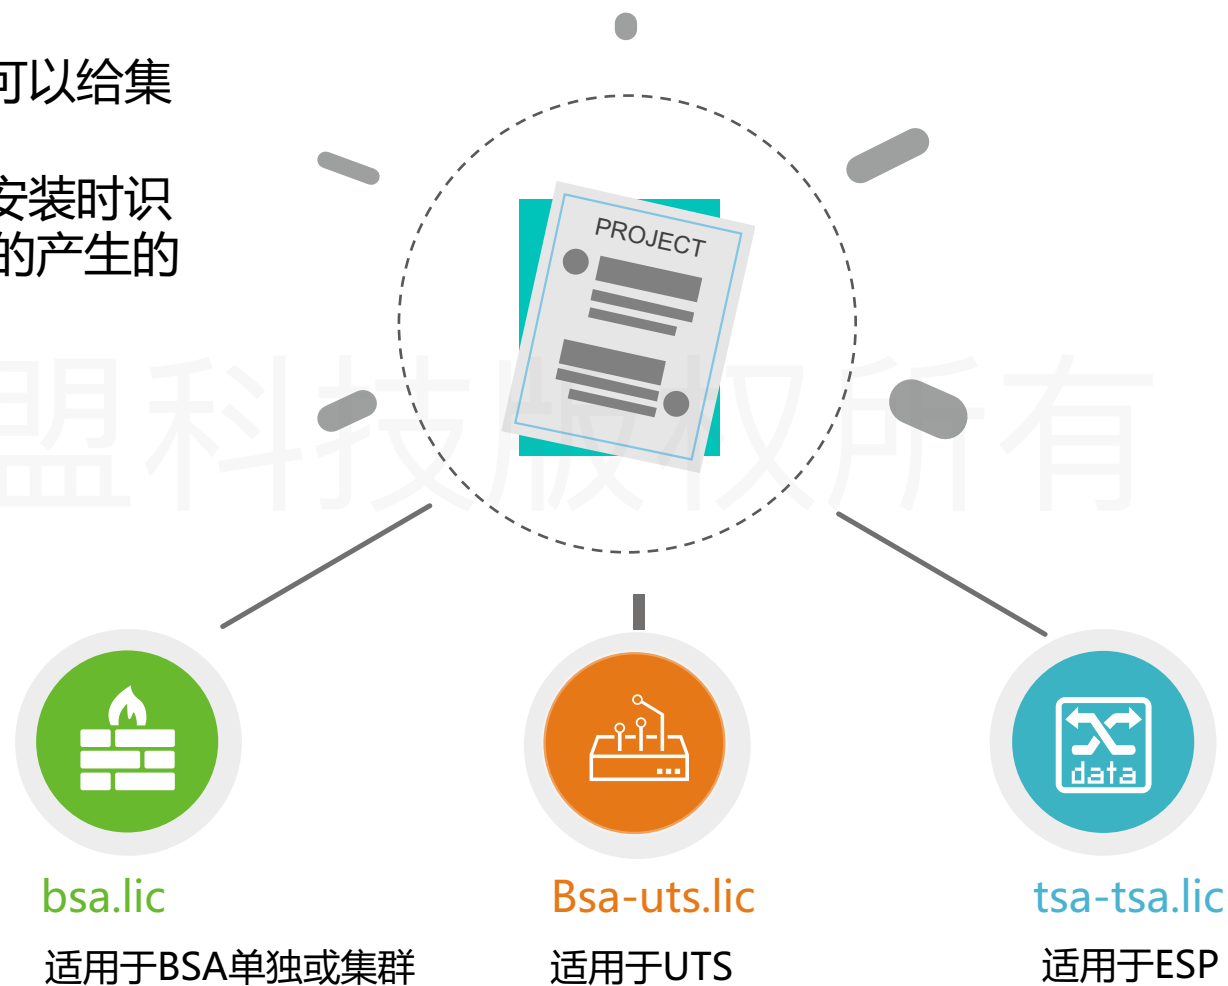 可以给集
安装时识
的产生的
PROJECT
盟科技版权所有
data
bsa.lic
Bsa-uts.lic
tsa-tsa.lic
适用于BSA单独或集群
适用于UTS
适用于ESP